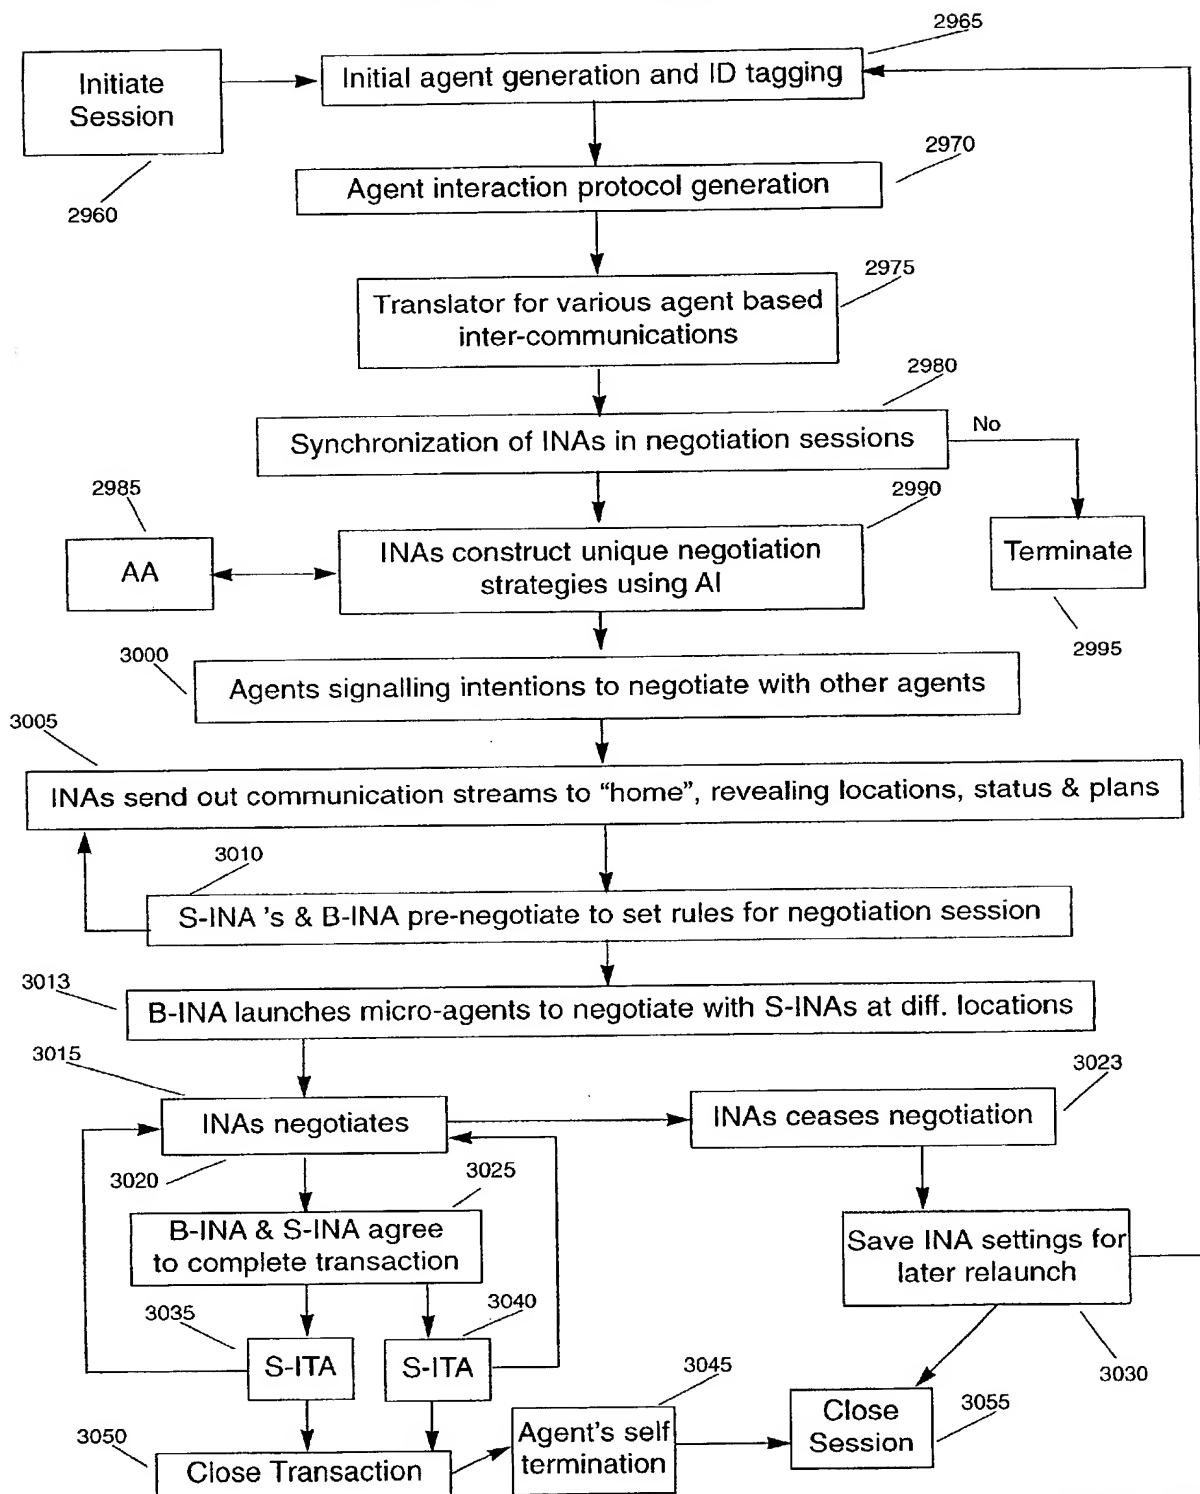 2965
Initiate
Session
Initial agent generation and ID tagging
2960
2970
Agent interaction protocol generation
2975
Translator for various agent based
inter-communications
2980
Synchronization of INAs in negotiation sessions
No
2985
2990
AA
INAs construct unique negotiation
strategies using AI
Terminate
2995
3000
Agents signalling intentions to negotiate with other agents
3005
INAs send out communication streams to “home”, revealing locations, status & plans
3010
S-INA 's & B-INA pre-negotiate to set rules for negotiation session
3013
B-INA launches micro-agents to negotiate with S-INAs at diff. locations
3015
3023
INAs negotiates
INAs ceases negotiation
3020
3025
B-INA & S-INA agree
to complete transaction
Save INA settings for
later relaunch
3030
3035
3040
S-ITA
S-ITA
3045
3050
Close Transaction
Agent's self
termination
Close
Session
3055